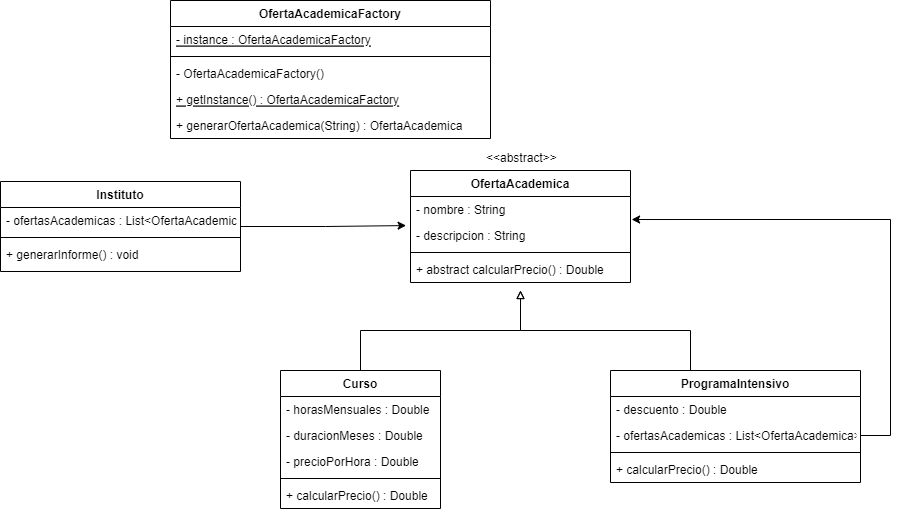 OfertaAcademicaFactory
- instance : OfertaAcademicaFactory
- OfertaAcademicaFactory()
+ getInstance() : OfertaAcademicaFactory
+ generarOfertaAcademica(String) : OfertaAcademica
<<abstract>>
OfertaAcademica
- nombre : String
- descripcion : String
+ abstract calcularPrecio() : Double
Instituto
- ofertasAcademicas : List<OfertaAcademic
+ generarInforme() : void
Curso
- horasMensuales : Double
- duracionMeses : Double
- precioPorHora : Double
+ calcularPrecio() : Double
ProgramaIntensivo
- descuento : Double
- ofertasAcademicas : List<OfertaAcademica>
+ calcularPrecio() : Double